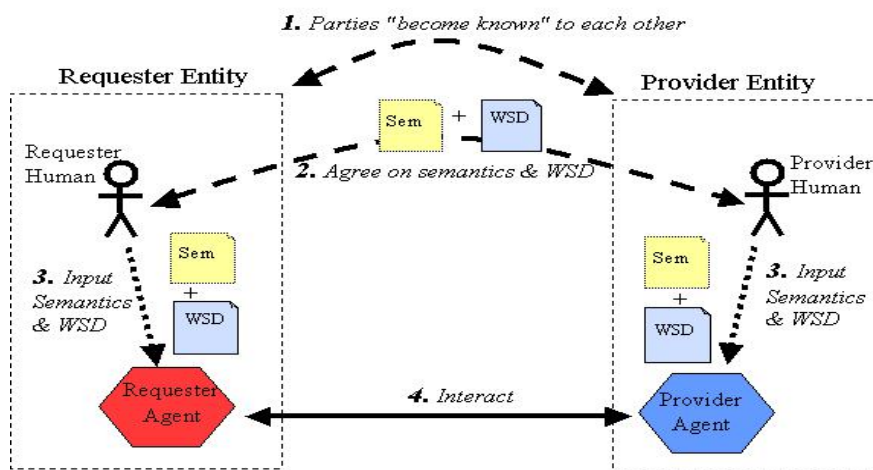 1. Parties "become known" to each other
Requester Entity
Provider Entity
Sem
+
WSD
Requester
Human
2. Agree on semantics & WSD
Provider
Human
Sem
+
WSD
3. Input
Semantics
& WSD
Sem
+
WSD
3. Input
Semantics
& WSD
Requester
Agent
4. Interact
Provider
Agent